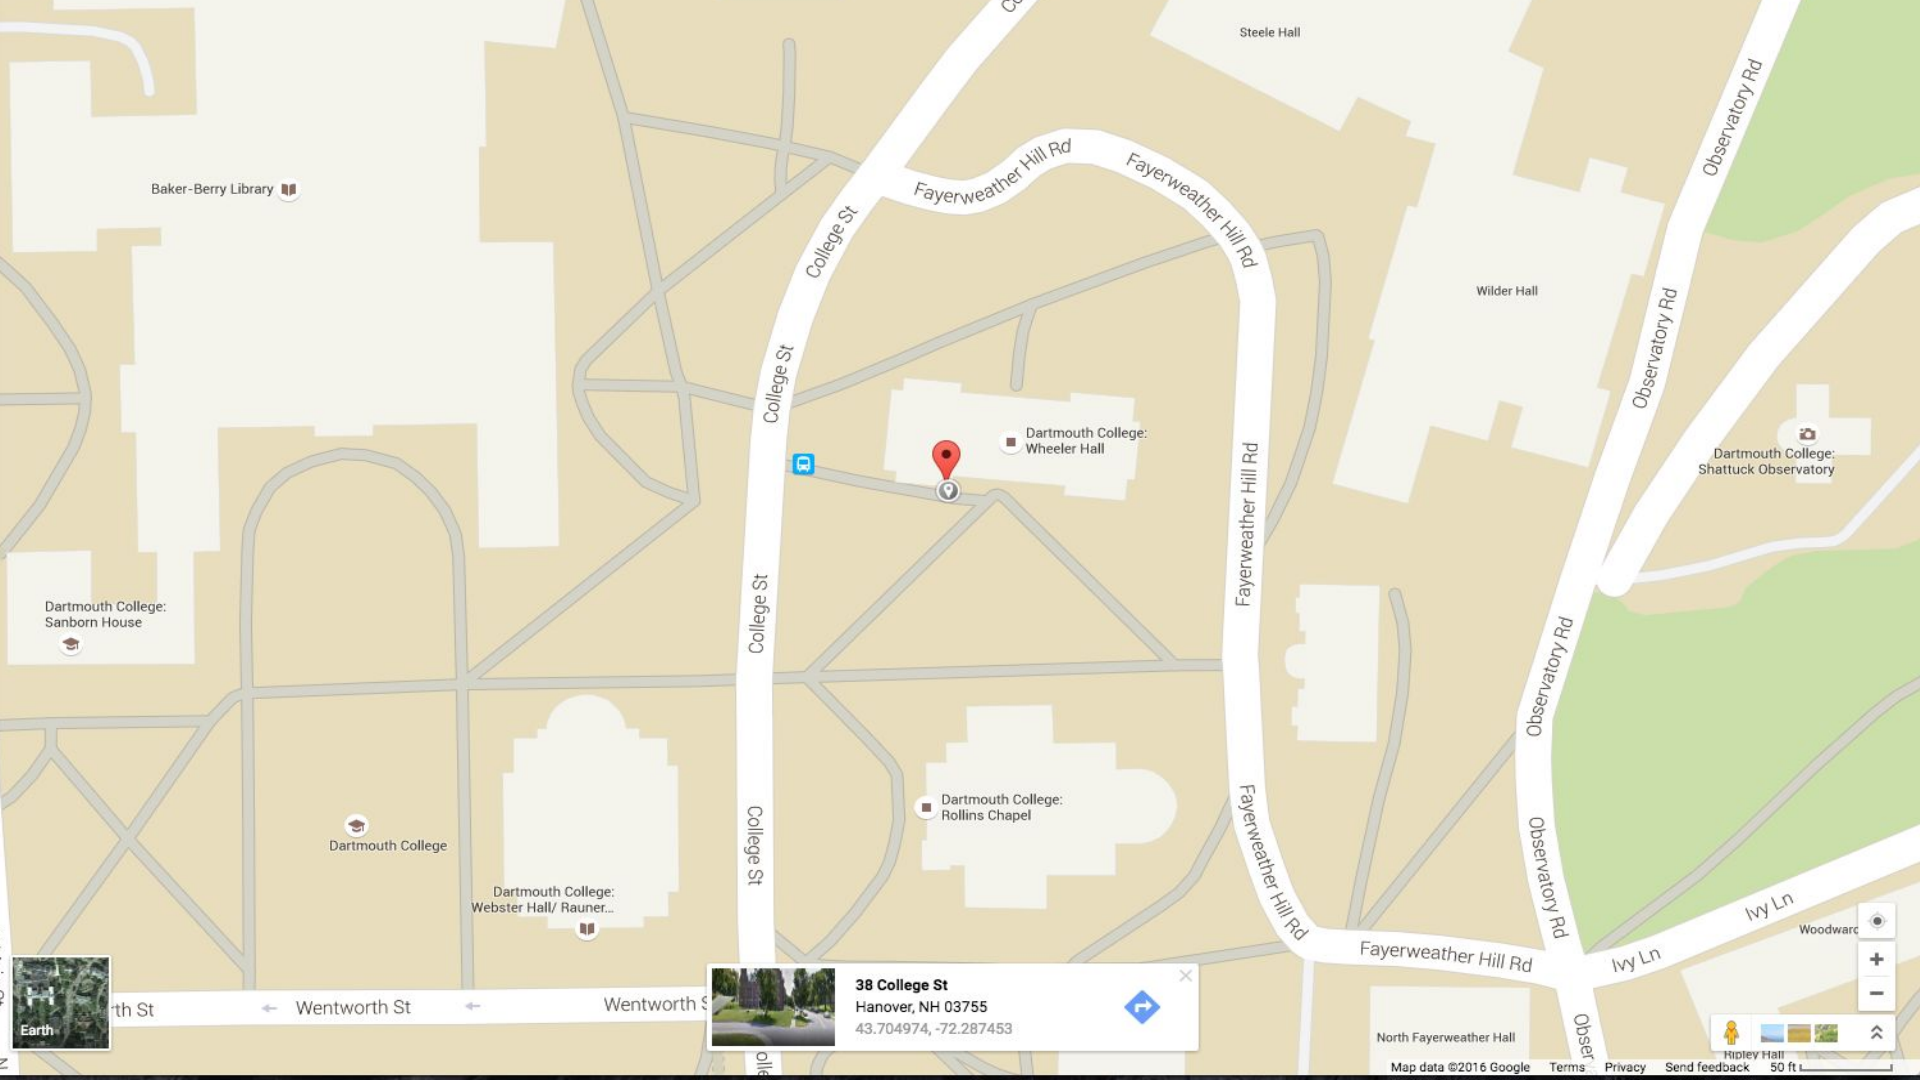 Steele Hall
Observatory Rd
Fayerweather Hill Rd
Fayerweather Hill Rd
Baker-Berry Library
College St
Wilder Hall
Observatory Rd
College St
Dartmouth College:
Wheeler Hall
Dartmouth College:
Shattuck Observatory
Fayerweather Hill Rd
College St
Dartmouth College:
Sanborn House
Observatory Rd
Dartmouth College:
Rollins Chapel
College St
Fayerweather Hill Rd
Dartmouth College
Observatory Rd
Dartmouth College:
Webster Hall/ Rauner...
Ivy Ln
Woodward
Fayerweather Hill Rd
Ivy Ln
Earth
rth St
← Wentworth St ←
Wentworth S
38 College St
Hanover, NH 03755
43.704974, -72.287453
North Fayerweather Hall
Obser
Ripley Hall
Map data ©2016 Google Terms Privacy Send feedback 50 ft